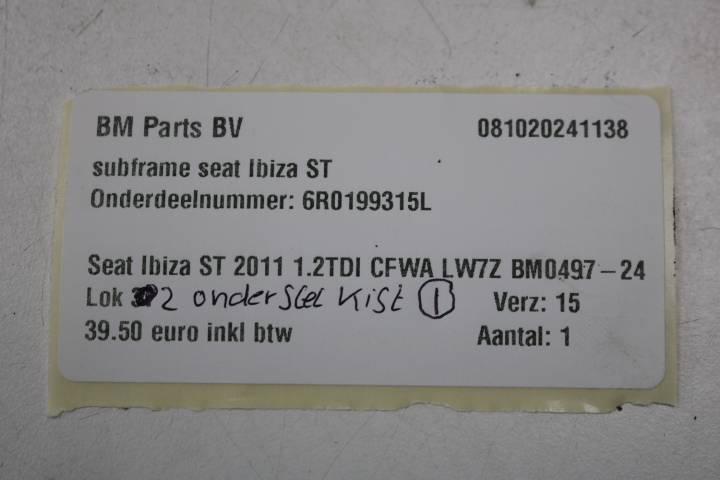 BM Parts BV 081020241138
subframe seat Ibiza ST
Onderdeelnummer: 6R0199315L
Seat Ibiza ST 2011 1.2TDI CFWA LW7Z BM0497-24
Lok 2 onderstel Kist 1 Verz: 15
39.50 euro inkl btw Aantal: 1